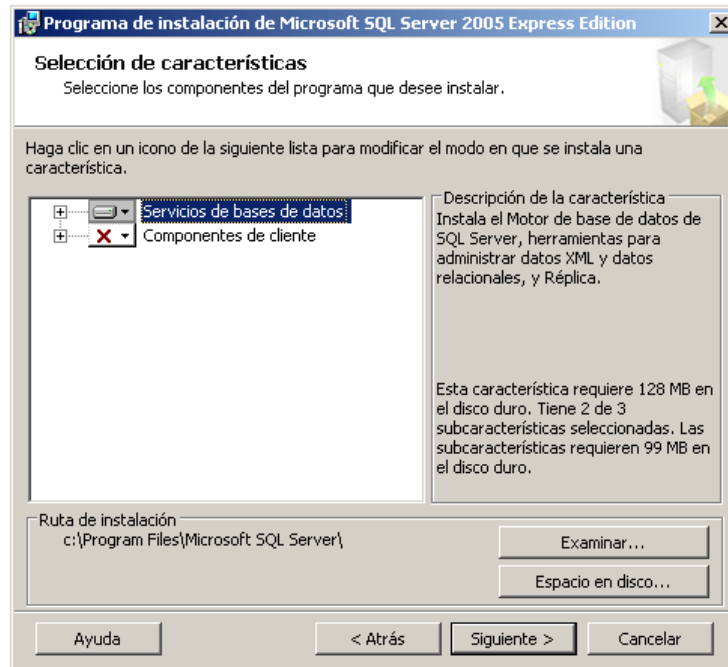 Programa de instalación de Microsoft SQL Server 2005 Express Edition
Selección de características
Seleccione los componentes del programa que desee instalar.
Haga clic en un icono de la siguiente lista para modificar el modo en que se instala una
característica.
Servicios de bases de datos
Componentes de cliente
Descripción de la característica
Instala el Motor de base de datos de
SQL Server, herramientas para
administrar datos XML y datos
relacionales, y Réplica.
Esta característica requiere 128 MB en
el disco duro. Tiene 2 de 3
subcaracterísticas seleccionadas. Las
subcaracterísticas requieren 99 MB en
el disco duro.
Ruta de instalación
c:\Program Files\Microsoft SQL Server\
Examinar...
Espacio en disco...
Ayuda
< Atrás
Siguiente >
Cancelar